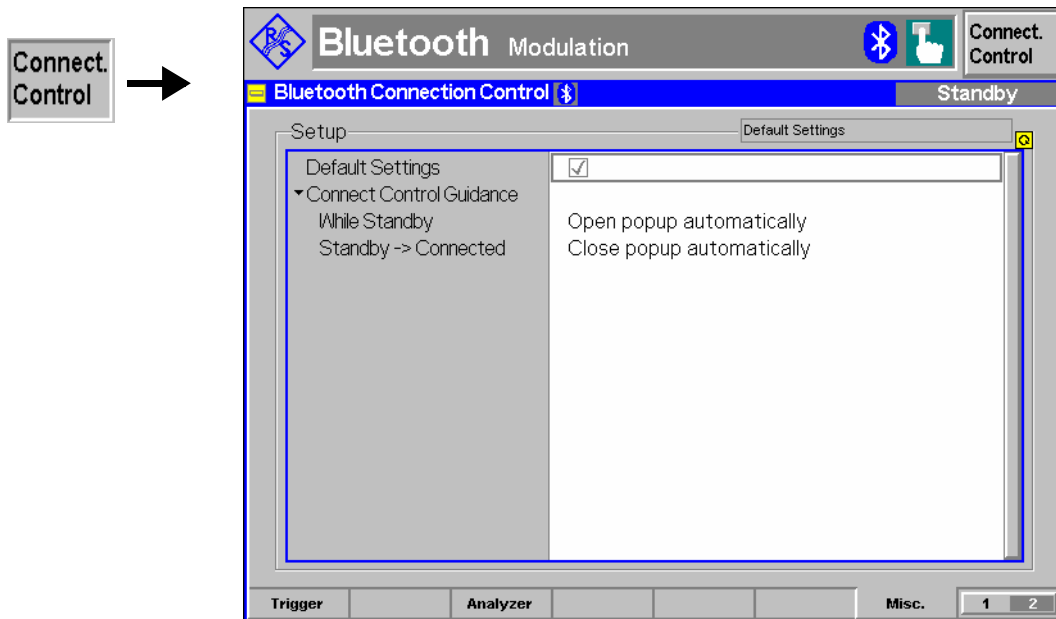 Connect.
Control
R S
Bluetooth Modulation
Connect.
Control
Bluetooth Connection Control
Standby
Setup
Default Settings
Default Settings
Connect Control Guidance
While Standby Open popup automatically
Standby -> Connected Close popup automatically
Trigger Analyzer Misc. 1 2